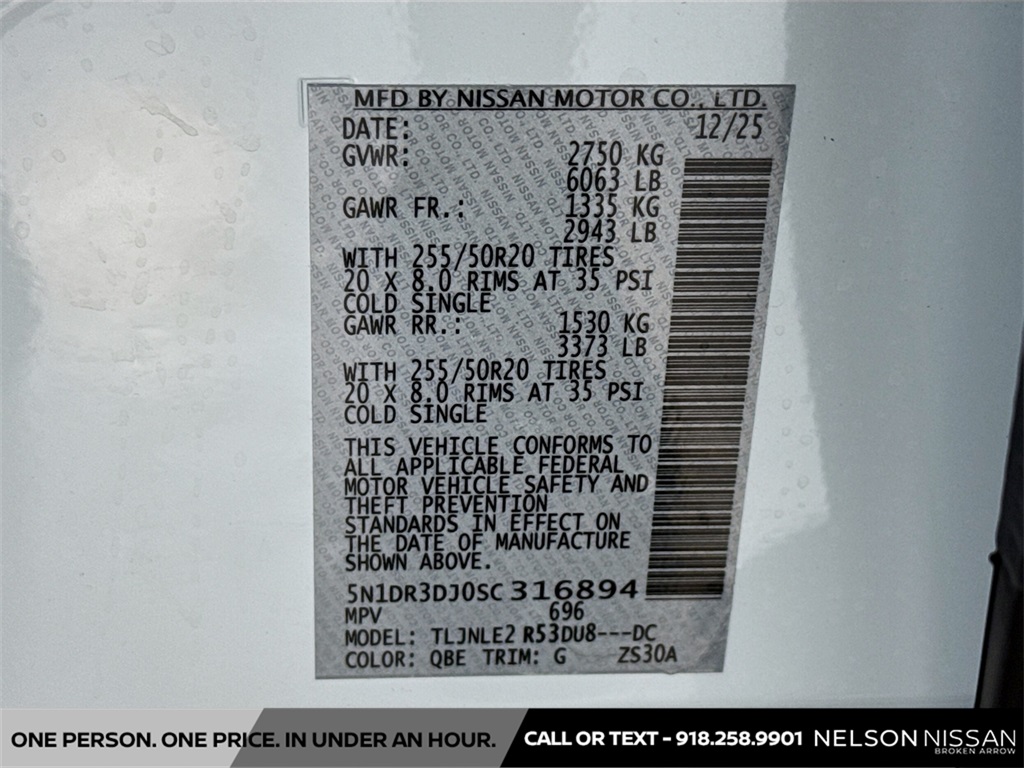 MFD BY NISSAN MOTOR CO., LTD.
DATE: 12/25
GVWR: 2750 KG
6063 LB
GAWR FR.: 1335 KG
2943 LB
WITH 255/50R20 TIRES
20 X 8.0 RIMS AT 35 PSI
COLD SINGLE
GAWR RR.: 1530 KG
3373 LB
WITH 255/50R20 TIRES
20 X 8.0 RIMS AT 35 PSI
COLD SINGLE
THIS VEHICLE CONFORMS TO
ALL APPLICABLE FEDERAL
MOTOR VEHICLE SAFETY AND
THEFT PREVENTION
STANDARDS IN EFFECT ON
THE DATE OF MANUFACTURE
SHOWN ABOVE.
5N1DR3DJ0SC 316894
MPV 696
MODEL: TLJNLE2 R53DU8---DC
COLOR: QBE TRIM: G ZS30A
ONE PERSON. ONE PRICE. IN UNDER AN HOUR.
CALL OR TEXT - 918.258.9901 NELSON NISSAN
BROKEN ARROW